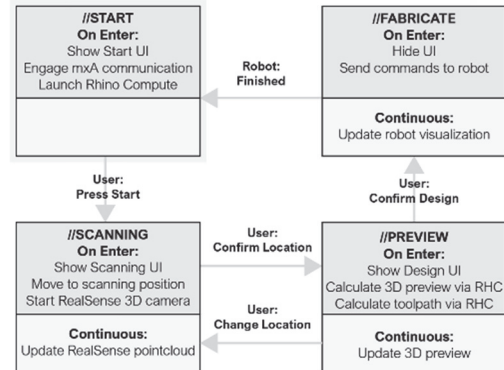 //START
On Enter:
Show Start UI
Engage mxA communication
Launch Rhino Compute
Robot:
Finished
//FABRICATE
On Enter:
Hide UI
Send commands to robot
Continuous:
Update robot visualization
User:
Press Start
User:
Confirm Design
//SCANNING
On Enter:
Show Scanning UI
Move to scanning position
Start RealSense 3D camera
Continuous:
Update RealSense pointcloud
User:
Confirm Location
User:
Change Location
//PREVIEW
On Enter:
Show Design UI
Calculate 3D preview via RHC
Calculate toolpath via RHC
Continuous:
Update 3D preview